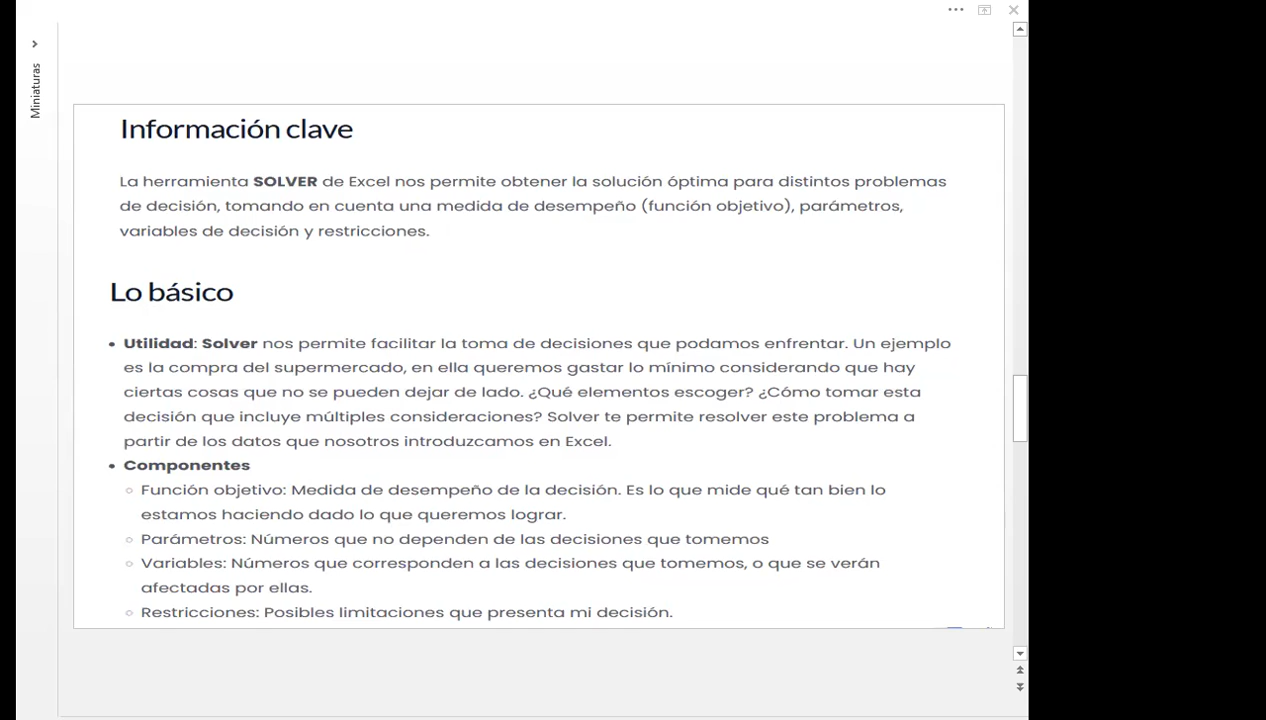 Miniaturas
Información clave
La herramienta SOLVER de Excel nos permite obtener la solución óptima para distintos problemas
de decisión, tomando en cuenta una medida de desempeño (función objetivo), parámetros,
variables de decisión y restricciones.
Lo básico
• Utilidad: Solver nos permite facilitar la toma de decisiones que podamos enfrentar. Un ejemplo
es la compra del supermercado, en ella queremos gastar lo mínimo considerando que hay
ciertas cosas que no se pueden dejar de lado. ¿Qué elementos escoger? ¿Cómo tomar esta
decisión que incluye múltiples consideraciones? Solver te permite resolver este problema a
partir de los datos que nosotros introduzcamos en Excel.
• Componentes
○ Función objetivo: Medida de desempeño de la decisión. Es lo que mide qué tan bien lo
estamos haciendo dado lo que queremos lograr.
○ Parámetros: Números que no dependen de las decisiones que tomemos
○ Variables: Números que corresponden a las decisiones que tomemos, o que se verán
afectadas por ellas.
○ Restricciones: Posibles limitaciones que presenta mi decisión.